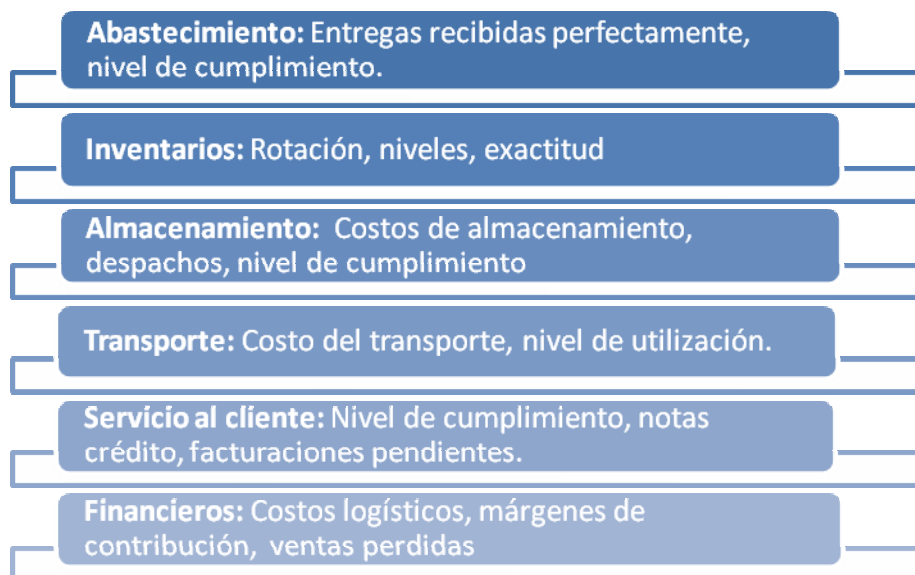 Abastecimiento: Entregas recibidas perfectamente,
nivel de cumplimiento.
Inventarios: Rotación, niveles, exactitud
Almacenamiento: Costos de almacenamiento,
despachos, nivel de cumplimiento
Transporte: Costo del transporte, nivel de utilización.
Servicio al cliente: Nivel de cumplimiento, notas
crédito, facturaciones pendientes.
Financieros: Costos logísticos, márgenes de
contribución, ventas perdidas